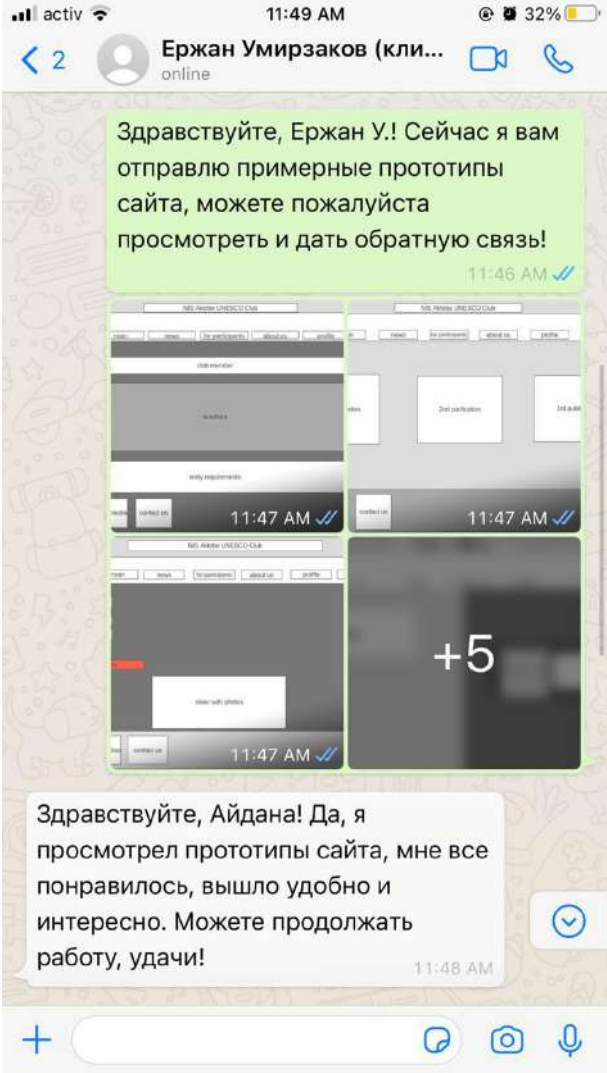 activ 11:49 AM 32%
2 Ержан Умирзаков (кли...
online
Здравствуйте, Ержан У.! Сейчас я вам
отправлю примерные прототипы
сайта, можете пожалуйста
просмотреть и дать обратную связь!
11:46 AM
NIS Aktobe UNESCO Club
main news for participants about us profile
club member
entry requirements
contact us
11:47 AM
NIS Aktobe UNESCO Club
news for participants about us profile
2nd publication
contact us
11:47 AM
NIS Aktobe UNESCO Club
main news for participants about us profile
slider with photos
contact us
11:47 AM
+5
Здравствуйте, Айдана! Да, я
просмотрел прототипы сайта, мне все
понравилось, вышло удобно и
интересно. Можете продолжать
работу, удачи!
11:48 AM